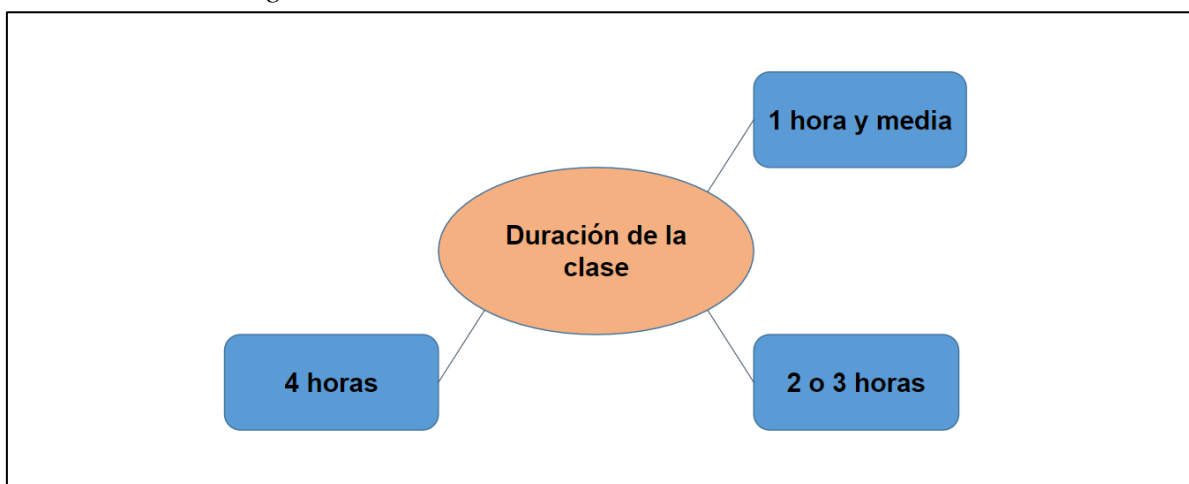 1 hora y media
Duración de la
clase
4 horas
2 o 3 horas